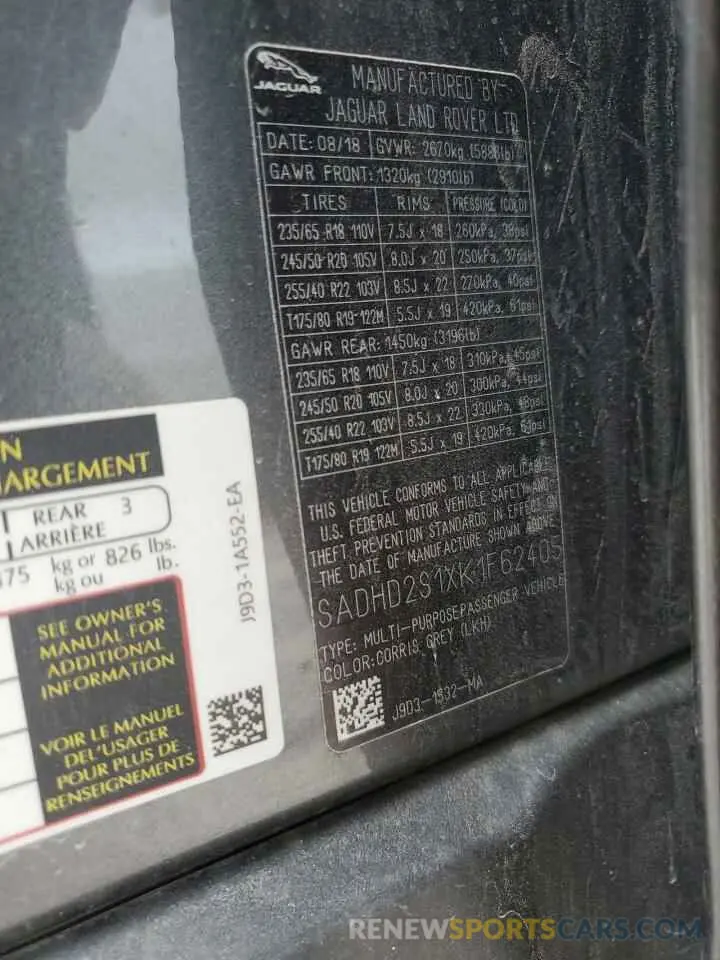 JAGUAR
MANUFACTURED BY
JAGUAR LAND ROVER LTD
DATE: 08/18 GVWR: 2670kg (5886lb)
GAWR FRONT: 1320kg (2910lb)
TIRES RIMS PRESSURE (COLD)
235/65 R18 110V 7.5J x 18 260kPa, 38psi
245/50 R20 105V 8.0J x 20 250kPa, 37psi
255/40 R22 103V 8.5J x 22 270kPa, 40psi
T175/80 R19 122M 5.5J x 19 420kPa, 61psi
GAWR REAR: 1450kg (3196lb)
235/65 R18 110V 7.5J x 18 310kPa, 45psi
245/50 R20 105V 8.0J x 20 300kPa, 44psi
255/40 R22 103V 8.5J x 22 330kPa, 48psi
T175/80 R19 122M 5.5J x 19 420kPa,
THIS VEHICLE CONFORMS TO ALL APPLICABLE
U.S. FEDERAL MOTOR VEHICLE SAFETY AND
THEFT PREVENTION STANDARDS IN EFFECT ON
THE DATE OF MANUFACTURE SHOWN ABOVE
SADHD2S1XK1F62405
TYPE: MULTI-PURPOSE PASSENGER VEHICLE
COLOR: CORRIS GREY (LKH)
J9D3-1532-MA
N
ARGEMENT
REAR 3
ARRIÈRE
kg or 826 lbs.
kg ou lb.
SEE OWNER'S
MANUAL FOR
ADDITIONAL
INFORMATION
VOIR LE MANUEL
DEL'USAGER
POUR PLUS DE
RENSEIGNEMENTS
J9D3-1A552-EA
RENEWSPORTSCARS.COM